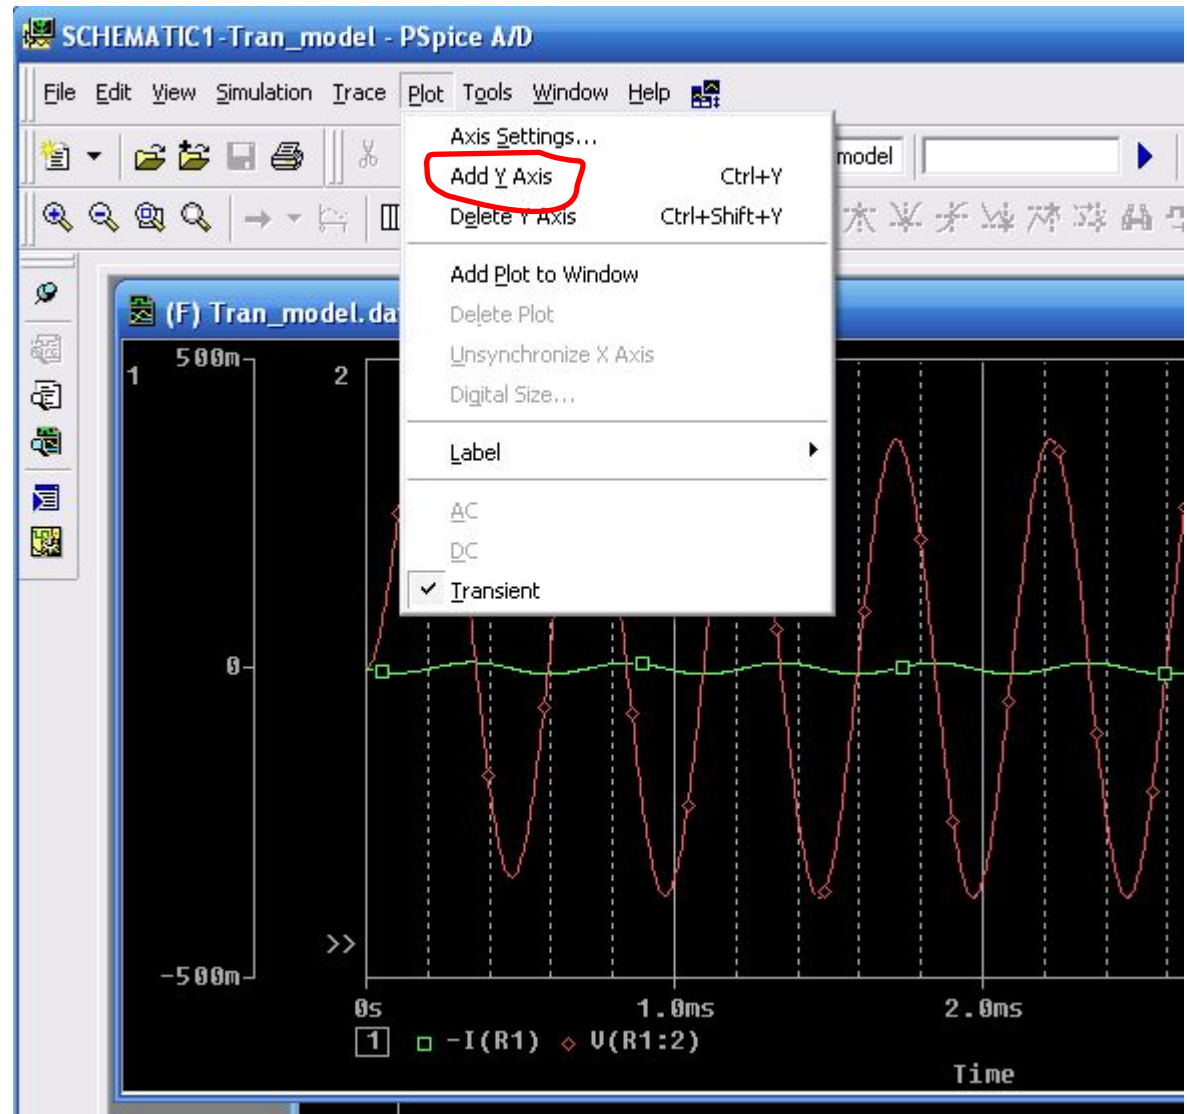 SCHEMATIC1-Tran_model - PSpice A/D
File Edit View Simulation Trace Plot Tools Window Help
Axis Settings...
model
Add Y Axis Ctrl+Y
Delete Y Axis Ctrl+Shift+Y
Add Plot to Window
(F) Tran_model.da
Delete Plot
Unsynchronize X Axis
Digital Size...
Label
AC
DC
Transient
1 500m 2
0
>>
-500m
0s 1.0ms 2.0ms
1 -I(R1) V(R1:2)
Time